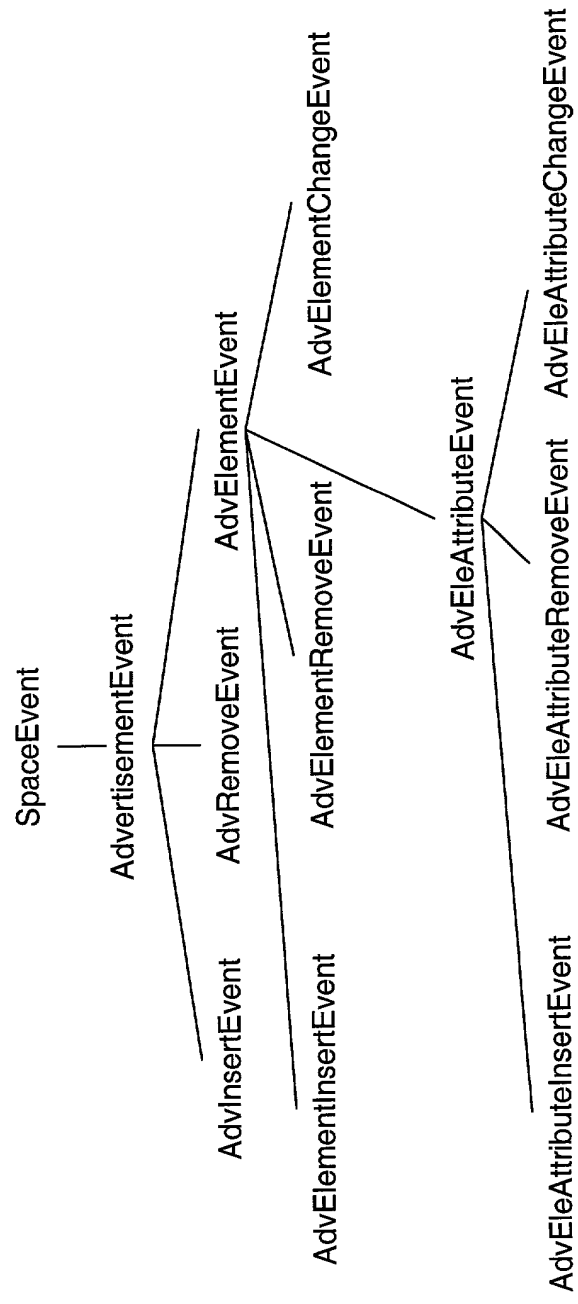 SpaceEvent
AdvertisementEvent
AdvInsertEvent
AdvRemoveEvent
AdvElementEvent
AdvElementInsertEvent
AdvElementRemoveEvent
AdvElementChangeEvent
AdvEleAttributeEvent
AdvEleAttributeInsertEvent
AdvEleAttributeRemoveEvent
AdvEleAttributeChangeEvent